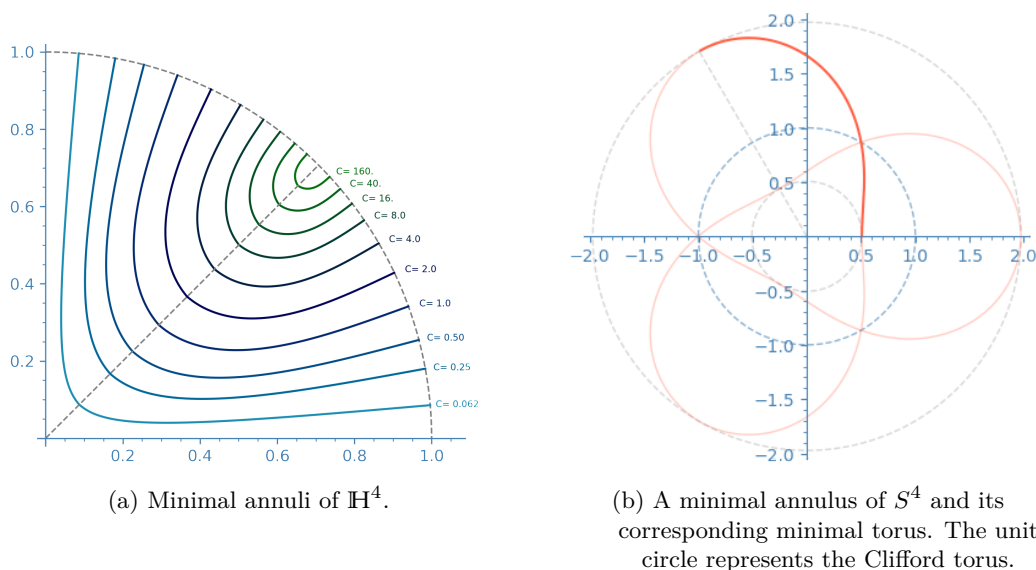 1.0
0.8
0.6
0.4
0.2
0.2 0.4 0.6 0.8 1.0
C= 160.
C= 40.
C= 16.
C= 8.0
C= 4.0
C= 2.0
C= 1.0
C= 0.50
C= 0.25
C= 0.062
(a) Minimal annuli of ℍ⁴.
2.0
1.5
1.0
0.5
−2.0 −1.5 −1.0 −0.5 0.5 1.0 1.5 2.0
−0.5
−1.0
−1.5
−2.0
(b) A minimal annulus of S⁴ and its
corresponding minimal torus. The unit
circle represents the Clifford torus.